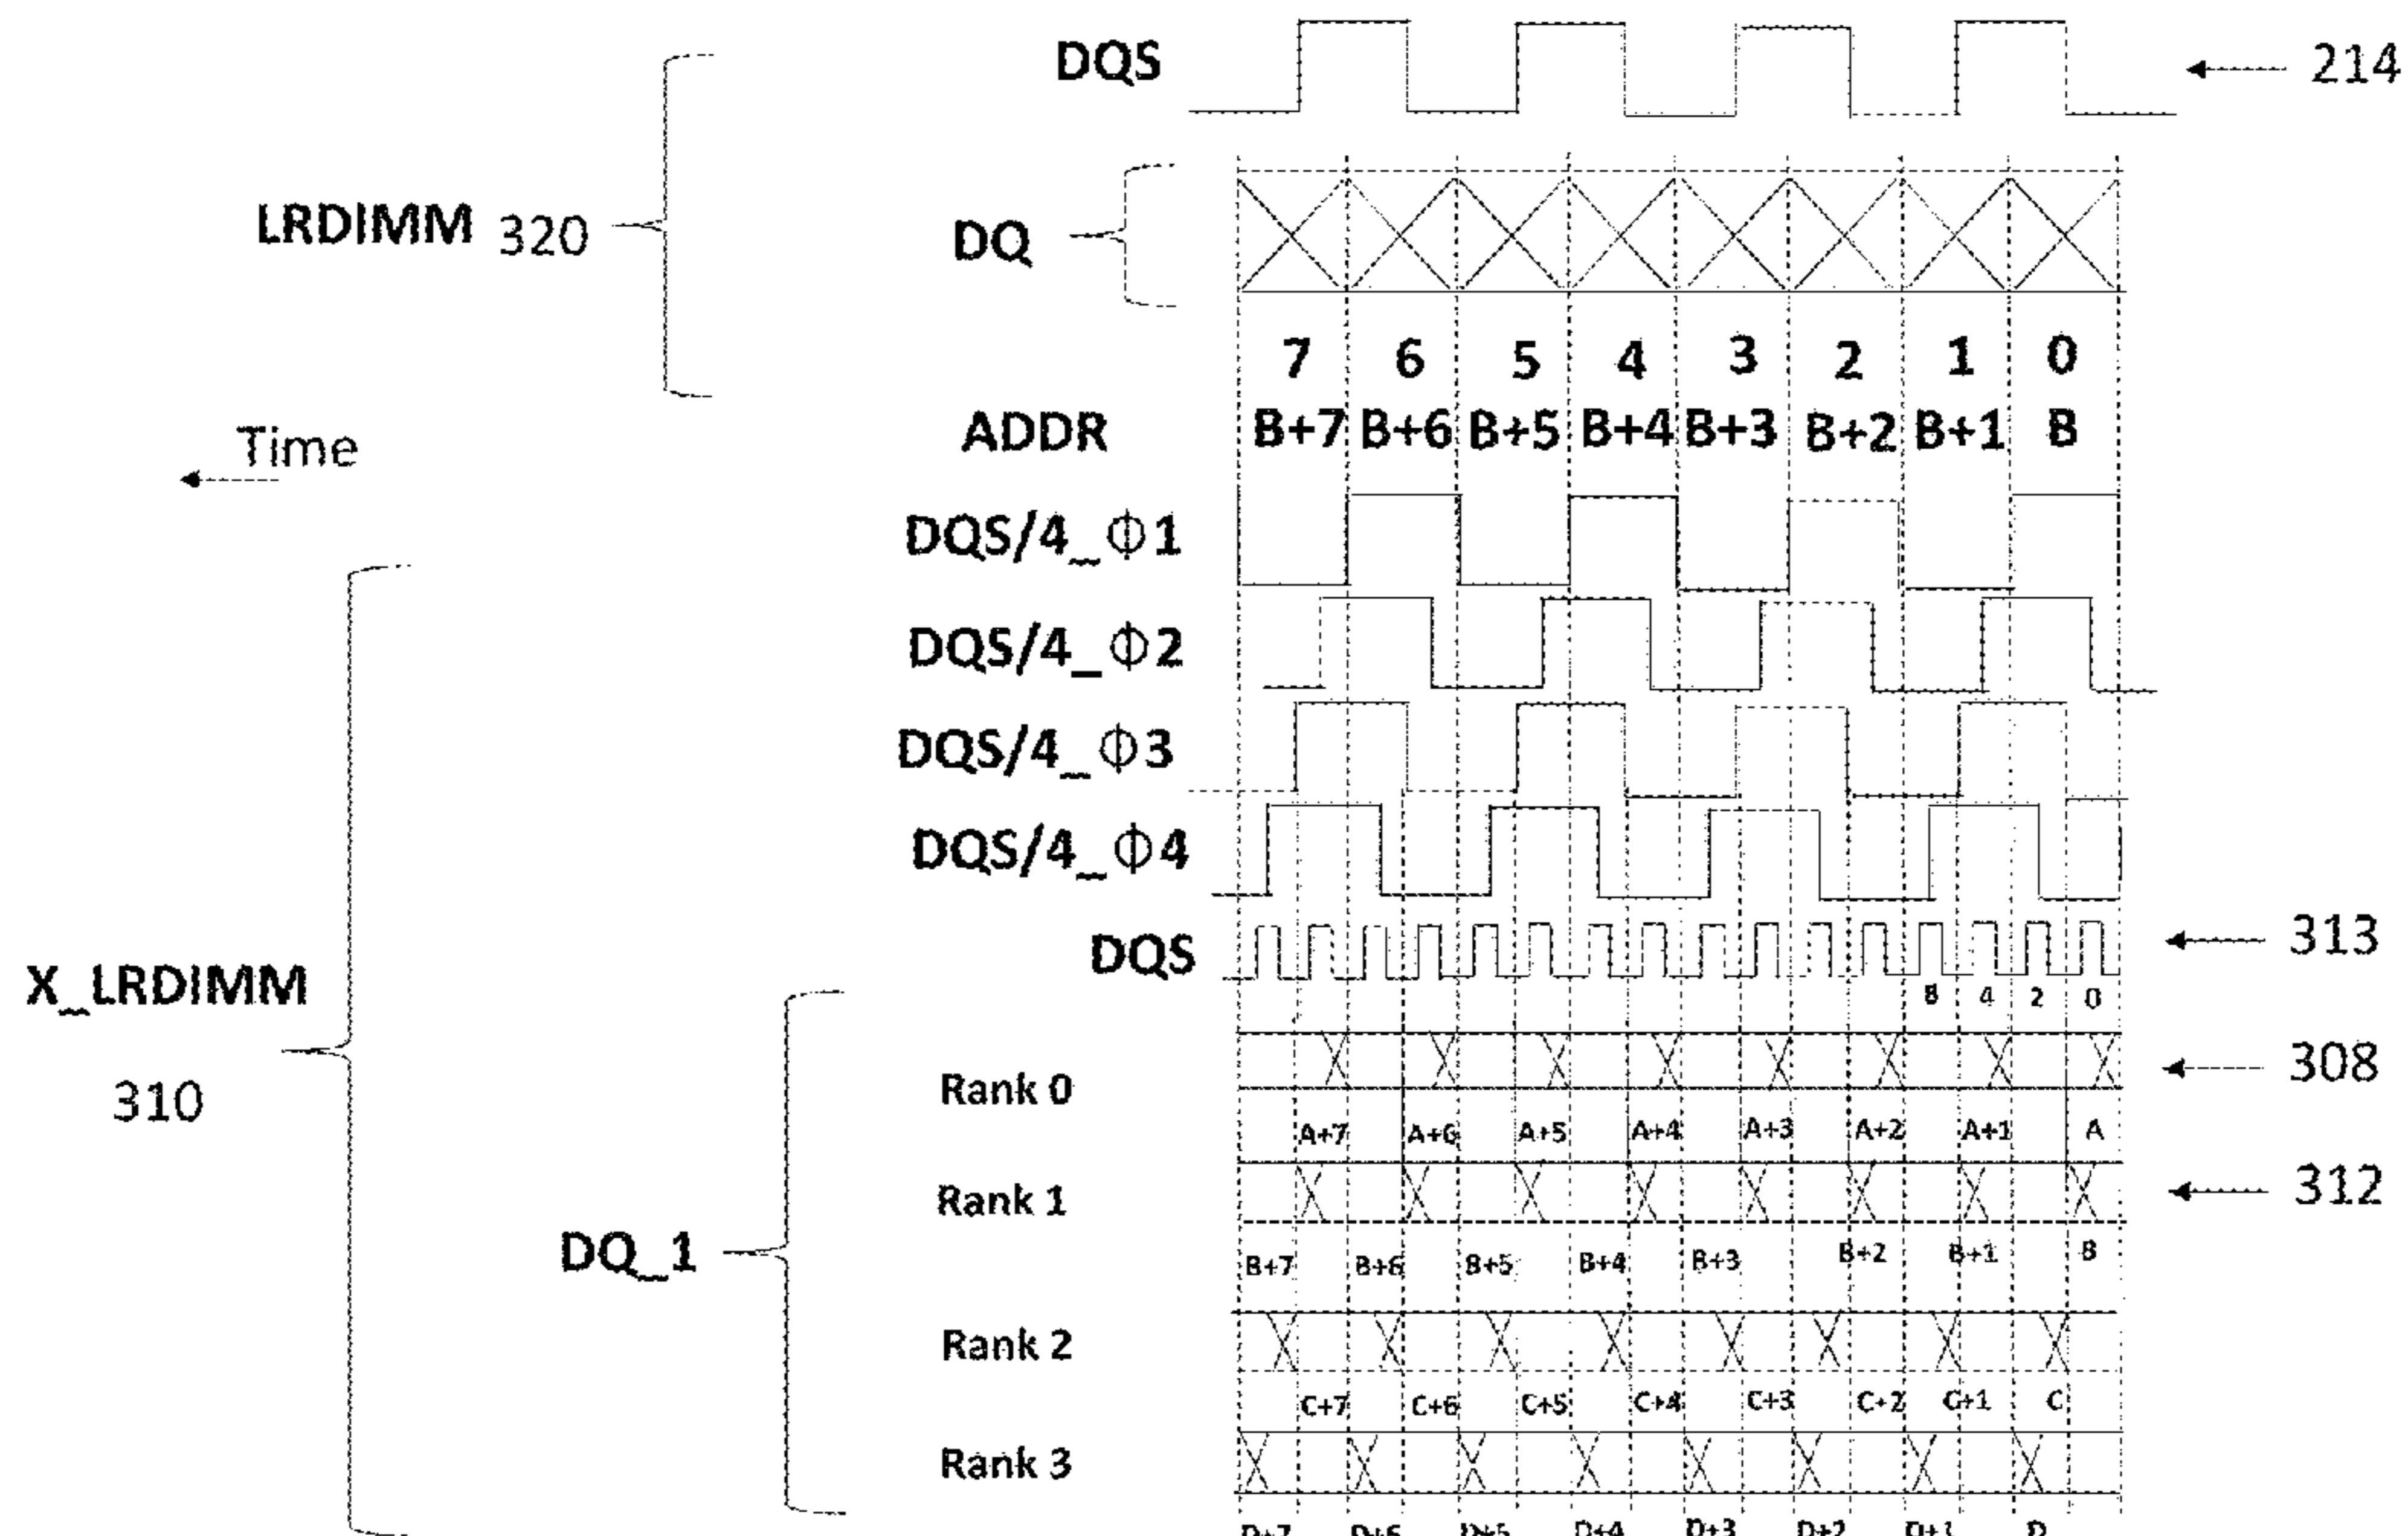 DQS
214
LRDIMM 320
DQ
7 6 5 4 3 2 1 0
ADDR B+7 B+6 B+5 B+4 B+3 B+2 B+1 B
Time
DQS/4_Φ1
DQS/4_Φ2
DQS/4_Φ3
DQS/4_Φ4
DQS
313
8 4 2 0
X_LRDIMM
310
Rank 0
308
A+7 A+6 A+5 A+4 A+3 A+2 A+1 A
Rank 1
312
DQ_1
B+7 B+6 B+5 B+4 B+3 B+2 B+1 B
Rank 2
C+7 C+6 C+5 C+4 C+3 C+2 C+1 C
Rank 3
D+7 D+6 D+5 D+4 D+3 D+2 D+1 D